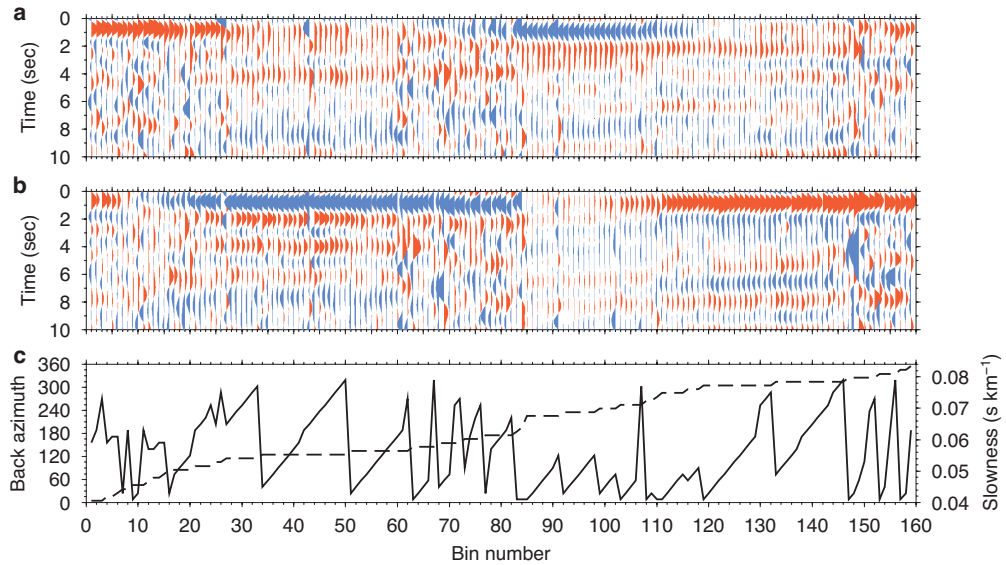 a
0
2
4
6
8
10
Time (sec)
b
0
2
4
6
8
10
Time (sec)
c
360
300
240
180
120
60
0
Back azimuth
0.08
0.07
0.06
0.05
0.04
Slowness (s km⁻¹)
0 10 20 30 40 50 60 70 80 90 100 110 120 130 140 150 160
Bin number